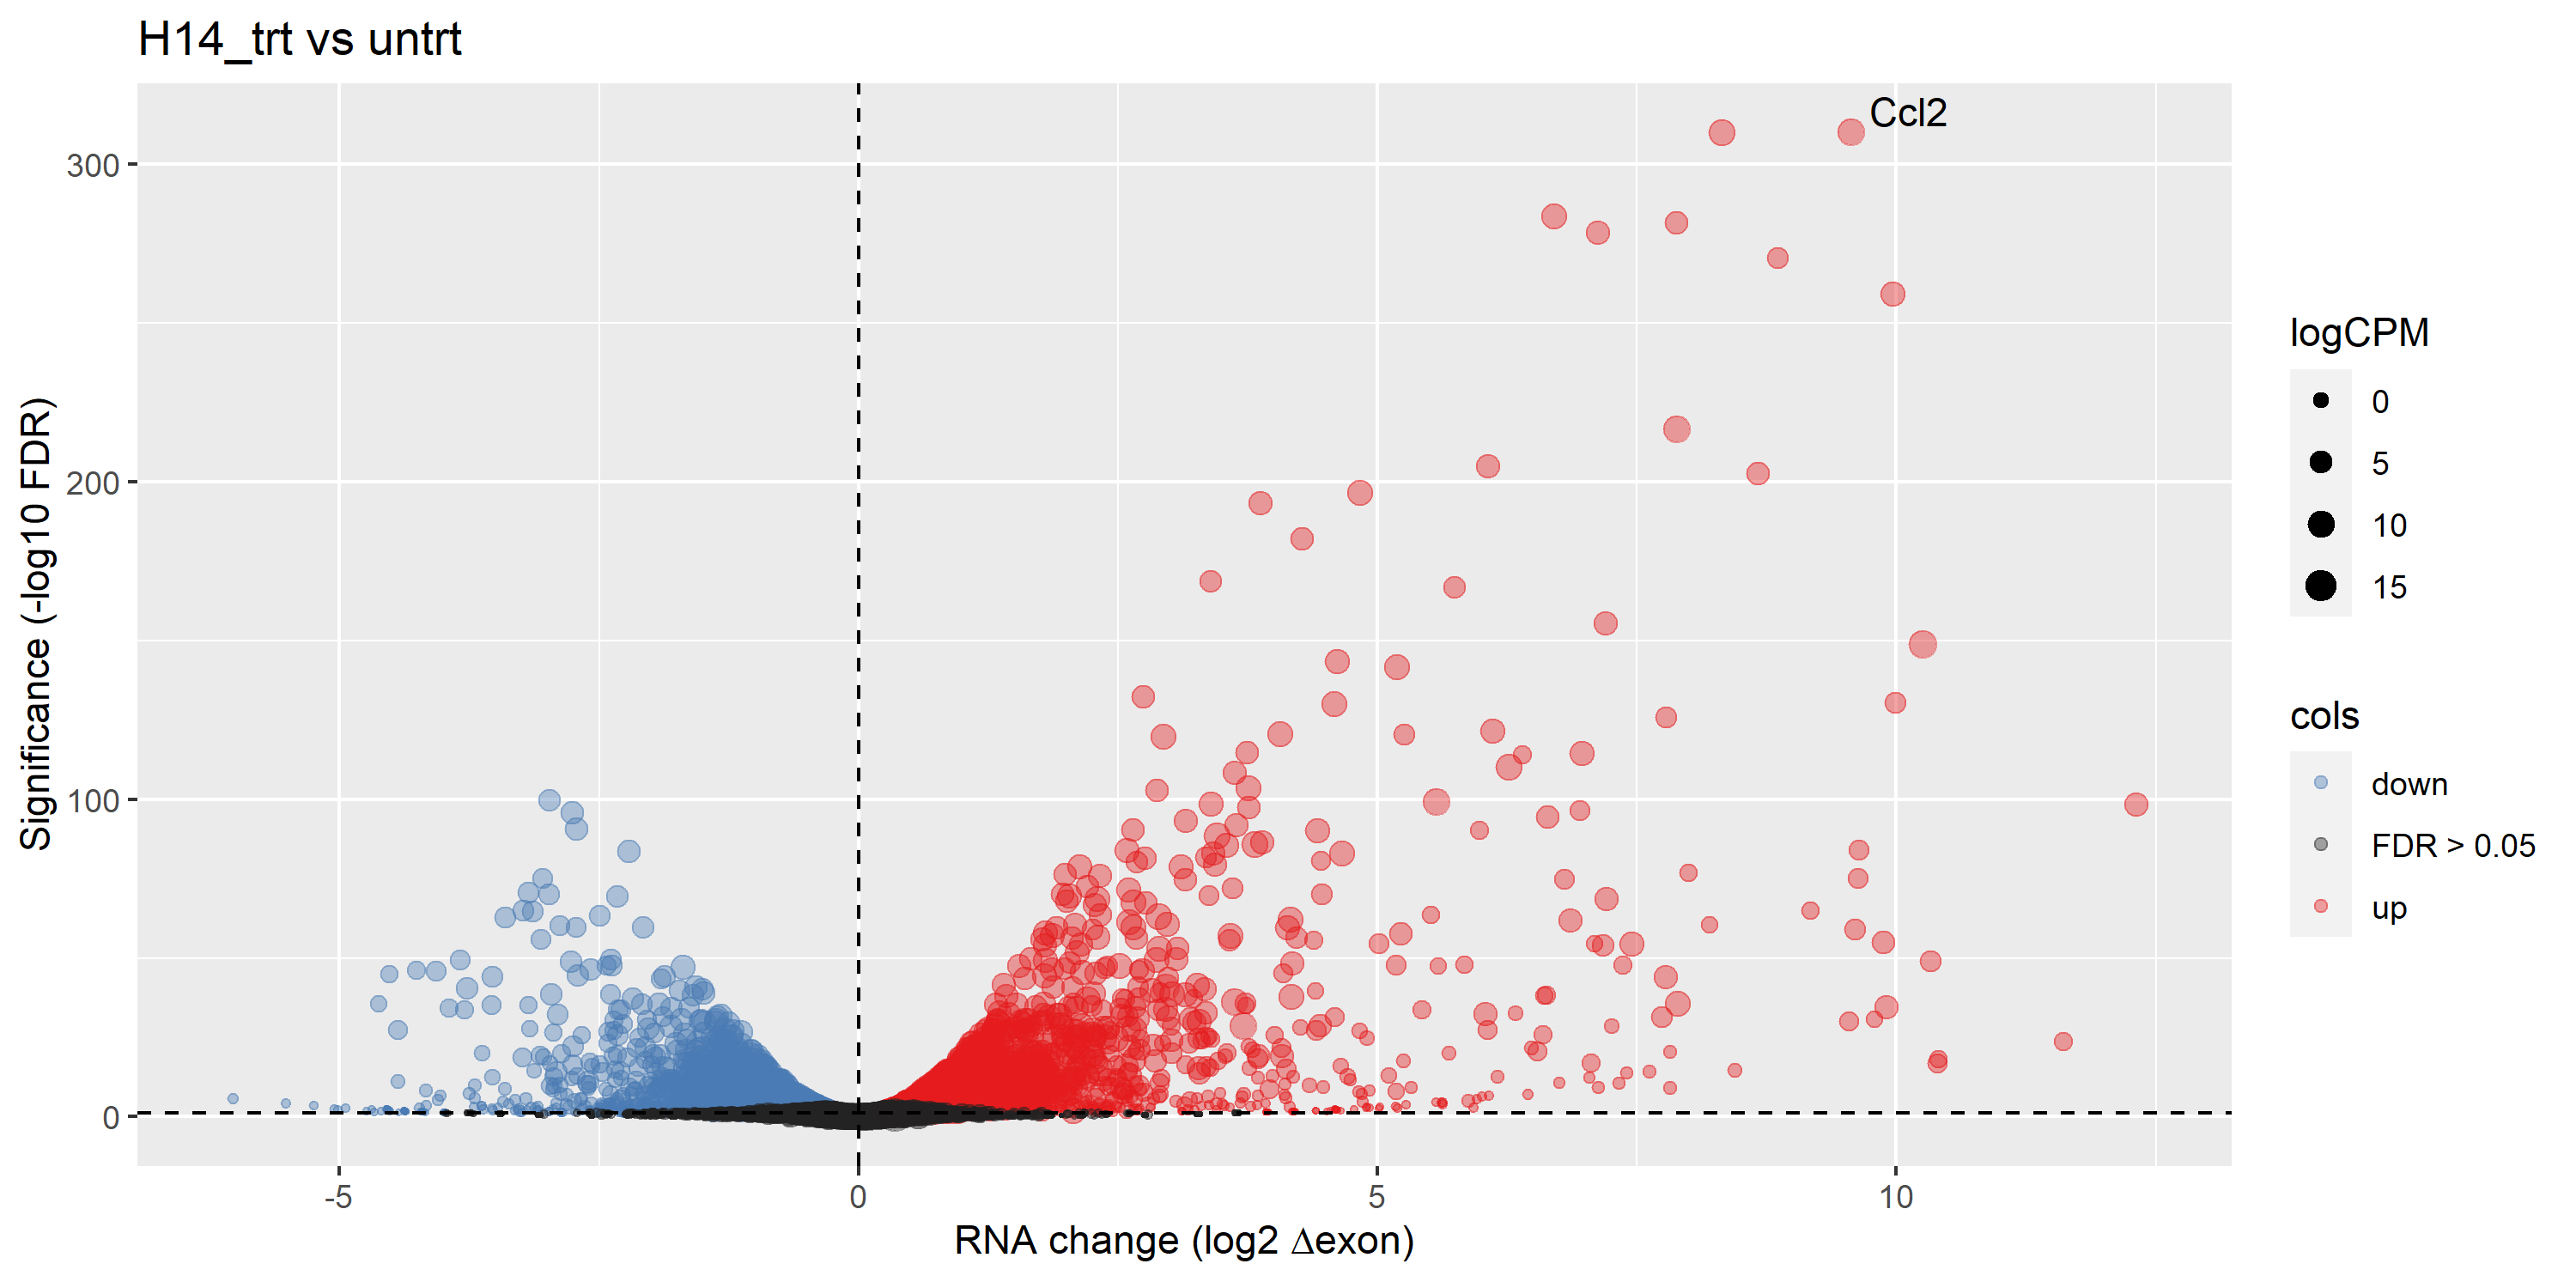 H14_trt vs untrt
Ccl2
300
200
100
0
Significance (-log10 FDR)
-5
0
5
10
RNA change (log2 Δexon)
logCPM
0
5
10
15
cols
down
FDR > 0.05
up